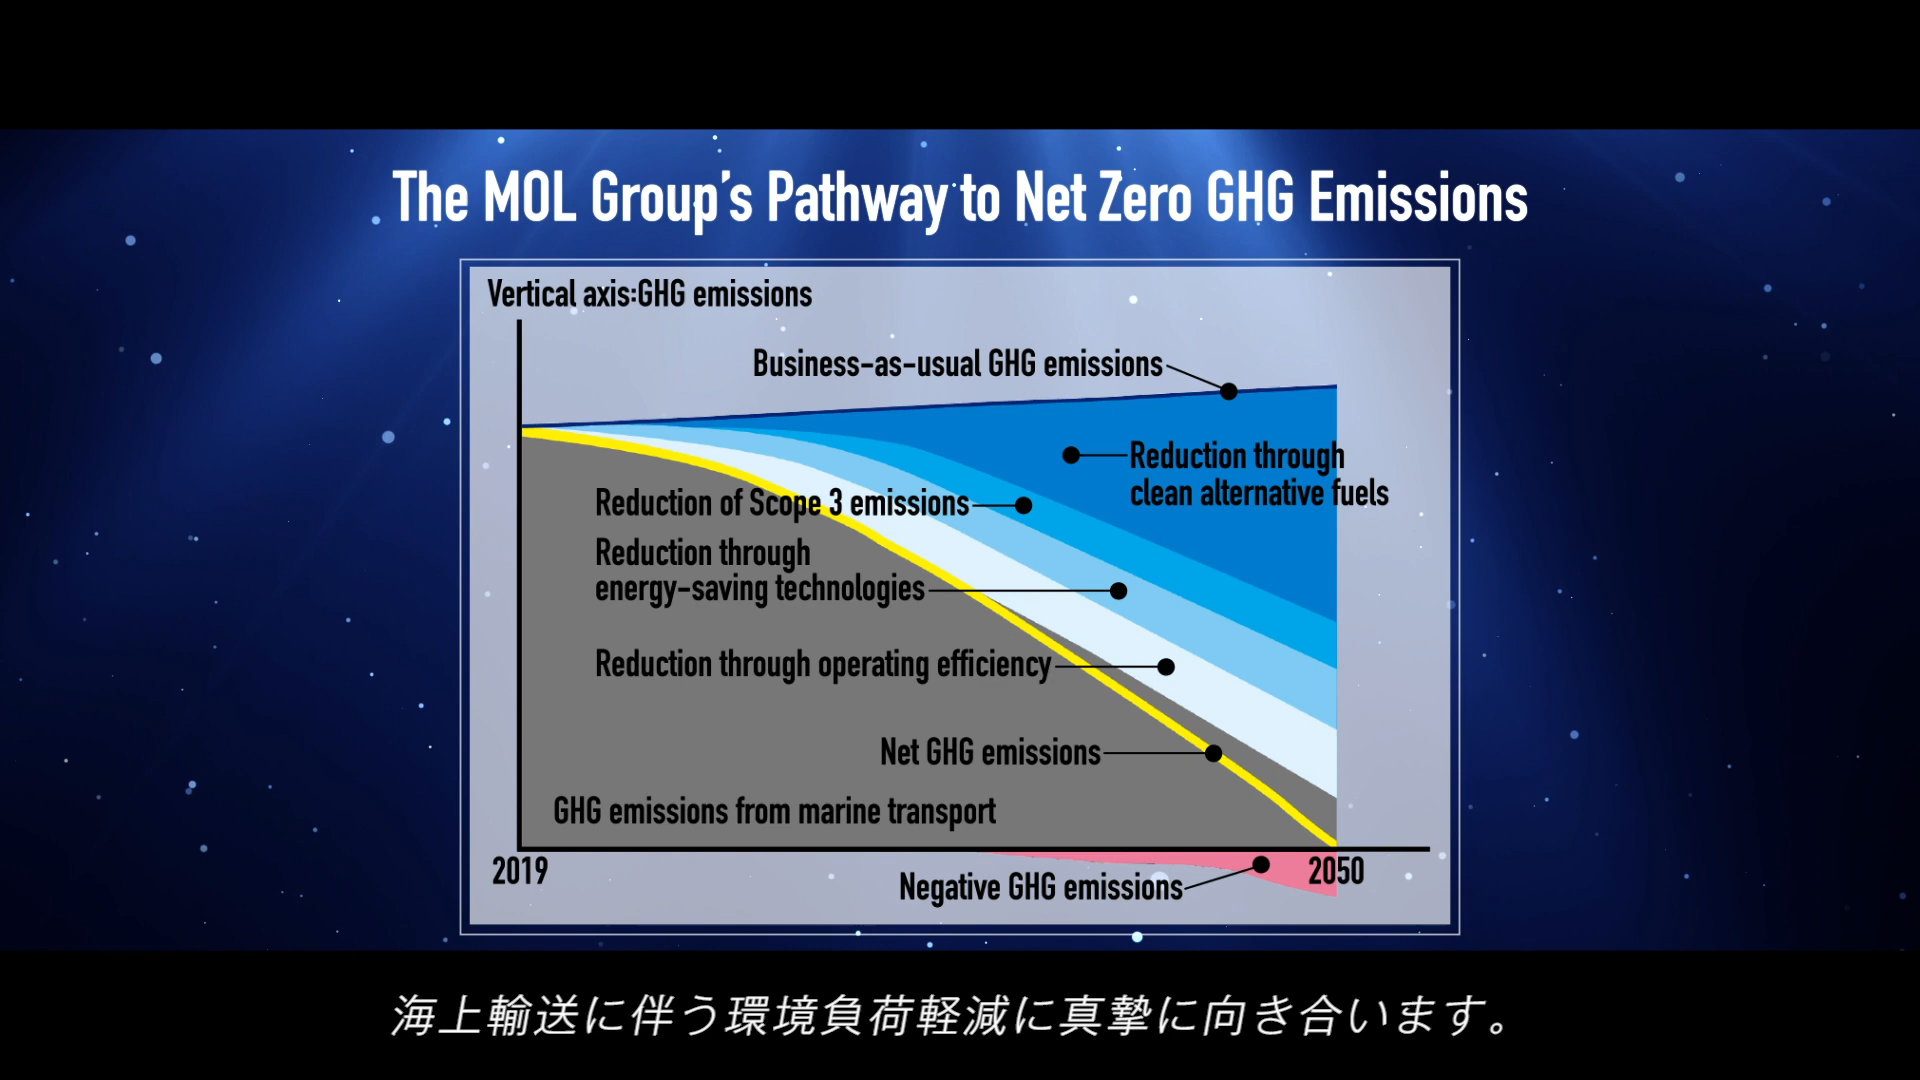 The MOL Group's Pathway to Net Zero GHG Emissions
Vertical axis:GHG emissions
Business-as-usual GHG emissions
Reduction through
clean alternative fuels
Reduction of Scope 3 emissions
Reduction through
energy-saving technologies
Reduction through operating efficiency
Net GHG emissions
GHG emissions from marine transport
2019
2050
Negative GHG emissions
海上輸送に伴う環境負荷軽減に真摯に向き合います。